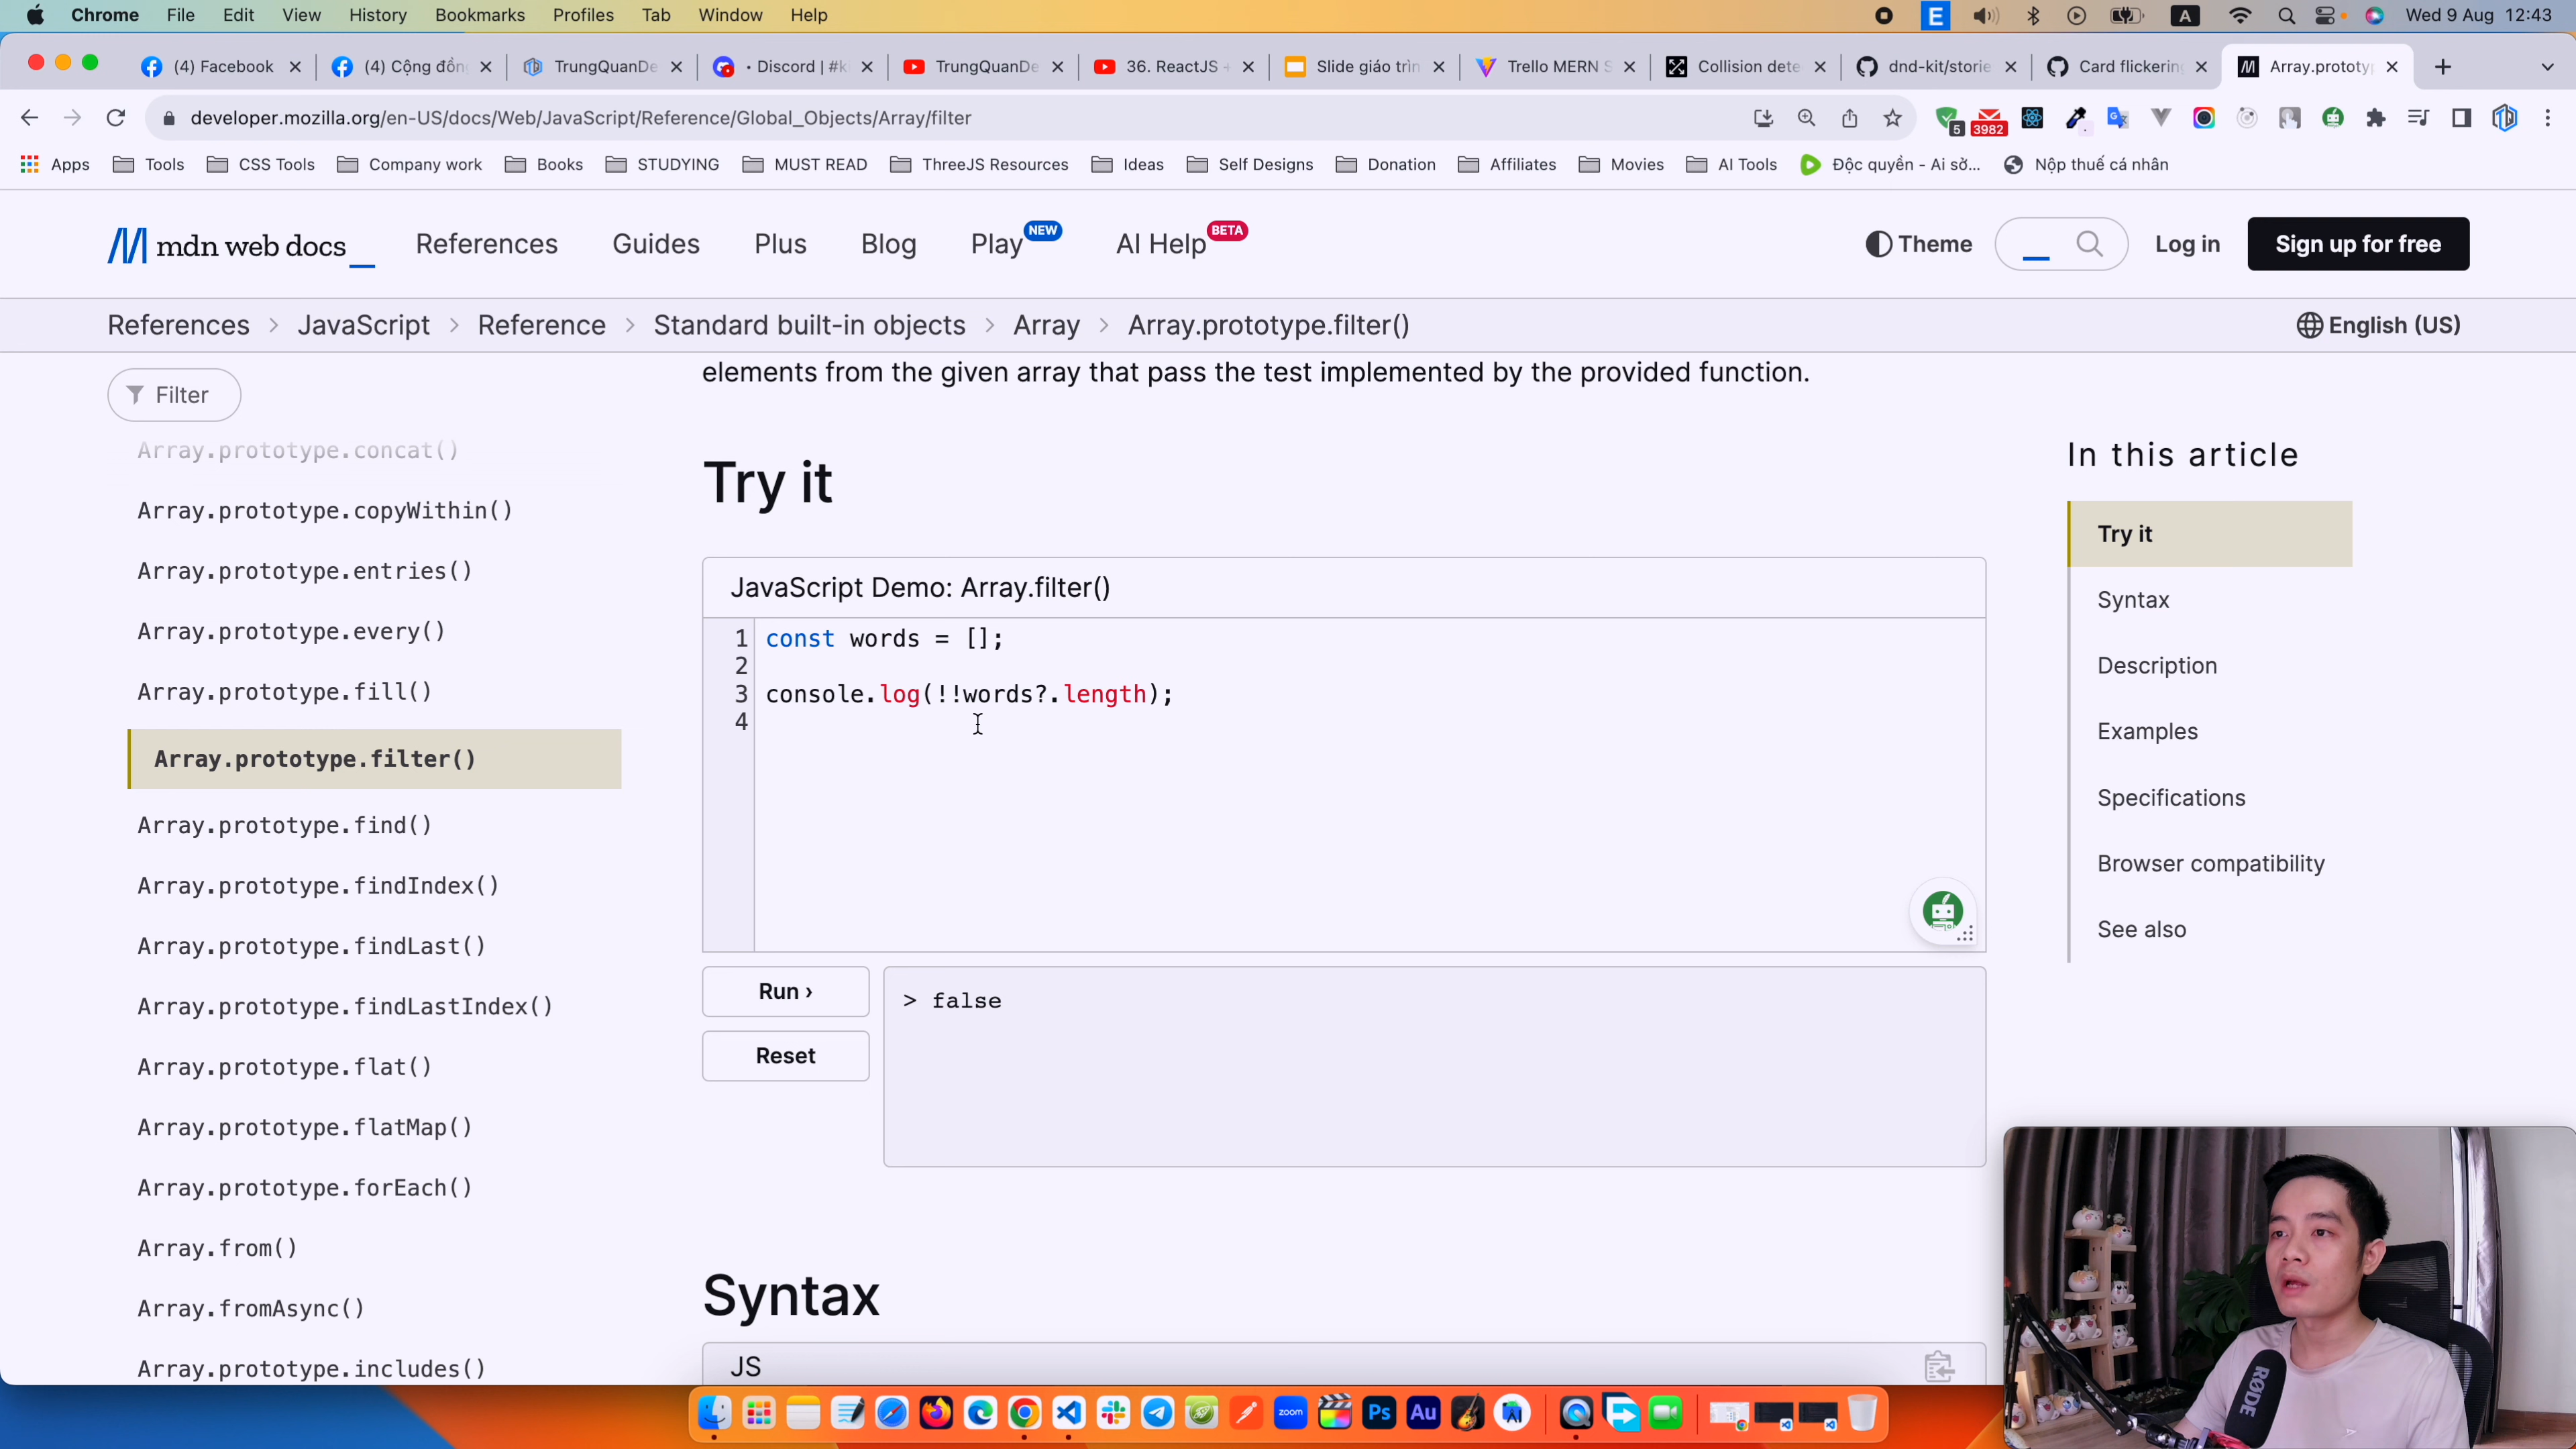 Chrome File Edit View History Bookmarks Profiles Tab Window Help
E A Wed 9 Aug 12:43
(4) Facebook (4) Cộng đồn TrungQuanDe • Discord | #k TrungQuanDe 36. ReactJS + Slide giáo trìn Trello MERN S Collision dete dnd-kit/storie Card flickering Array.prototy
developer.mozilla.org/en-US/docs/Web/JavaScript/Reference/Global_Objects/Array/filter
5 3982
Apps Tools CSS Tools Company work Books STUDYING MUST READ ThreeJS Resources Ideas Self Designs Donation Affiliates Movies AI Tools Độc quyền - Ai sở... Nộp thuế cá nhân
mdn web docs References Guides Plus Blog Play NEW AI Help BETA Theme Log in Sign up for free
References > JavaScript > Reference > Standard built-in objects > Array > Array.prototype.filter() English (US)
Filter
Array.prototype.concat()
Array.prototype.copyWithin()
Array.prototype.entries()
Array.prototype.every()
Array.prototype.fill()
Array.prototype.filter()
Array.prototype.find()
Array.prototype.findIndex()
Array.prototype.findLast()
Array.prototype.findLastIndex()
Array.prototype.flat()
Array.prototype.flatMap()
Array.prototype.forEach()
Array.from()
Array.fromAsync()
Array.prototype.includes()
elements from the given array that pass the test implemented by the provided function.
Try it
JavaScript Demo: Array.filter()
1 const words = [];
2
3 console.log(!!words?.length);
4
Run ›
Reset
> false
Syntax
JS
In this article
Try it
Syntax
Description
Examples
Specifications
Browser compatibility
See also
zoom Ps Au
RØDE